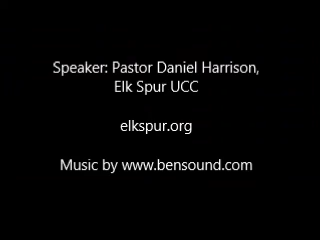 Speaker: Pastor Daniel Harrison,
Elk Spur UCC
elkspur.org
Music by www.bensound.com